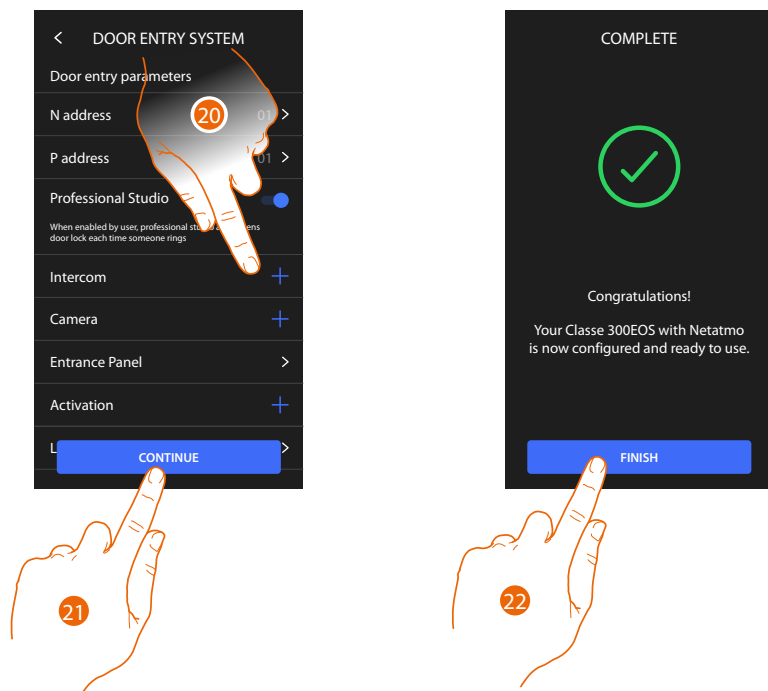 DOOR ENTRY SYSTEM
Door entry parameters
N address 01
20
P address 01
Professional Studio
When enabled by user, professional
door lock each time someone rings
Intercom
Camera
Entrance Panel
Activation
L
CONTINUE
21
COMPLETE
Congratulations!
Your Classe 300EOS with Netatmo
is now configured and ready to use.
FINISH
22